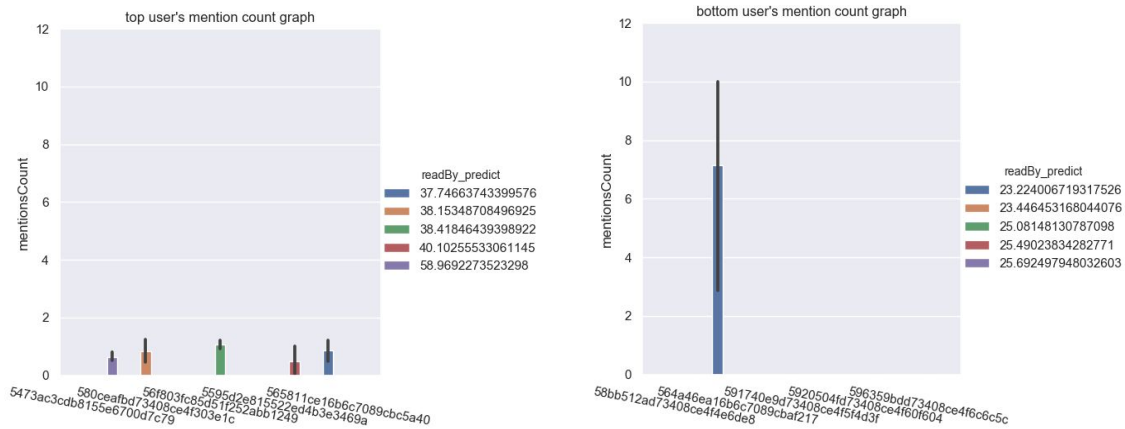 top user's mention count graph
12
10
8
6
4
2
0
mentionsCount
5473ac3cdb8155e6700d7c79
580ceafbd73408ce4f303e1c
56f803fc85d51f252abb1249
5595d2e815522ed4b3e3469a
565811ce16b6c7089cbc5a40
readBy_predict
37.74663743399576
38.15348708496925
38.41846439398922
40.10255533061145
58.9692273523298
bottom user's mention count graph
12
10
8
6
4
2
0
mentionsCount
58bb512ad73408ce4f4e6de8
564a46ea16b6c7089cbaf217
591740e9d73408ce4f5f4d3f
5920504fd73408ce4f60f604
596359bdd73408ce4f6c6c5c
readBy_predict
23.224006719317526
23.446453168044076
25.08148130787098
25.49023834282771
25.692497948032603